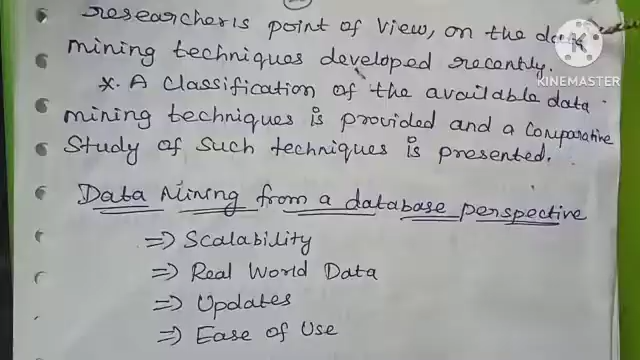 researcher's point of view, on the data
mining techniques developed recently.
*. A classification of the available data
mining techniques is provided and a comparative
study of such techniques is presented.
Data Mining from a database perspective
=> Scalability
=> Real World Data
=> Updates
=> Ease of Use
KINEMASTER